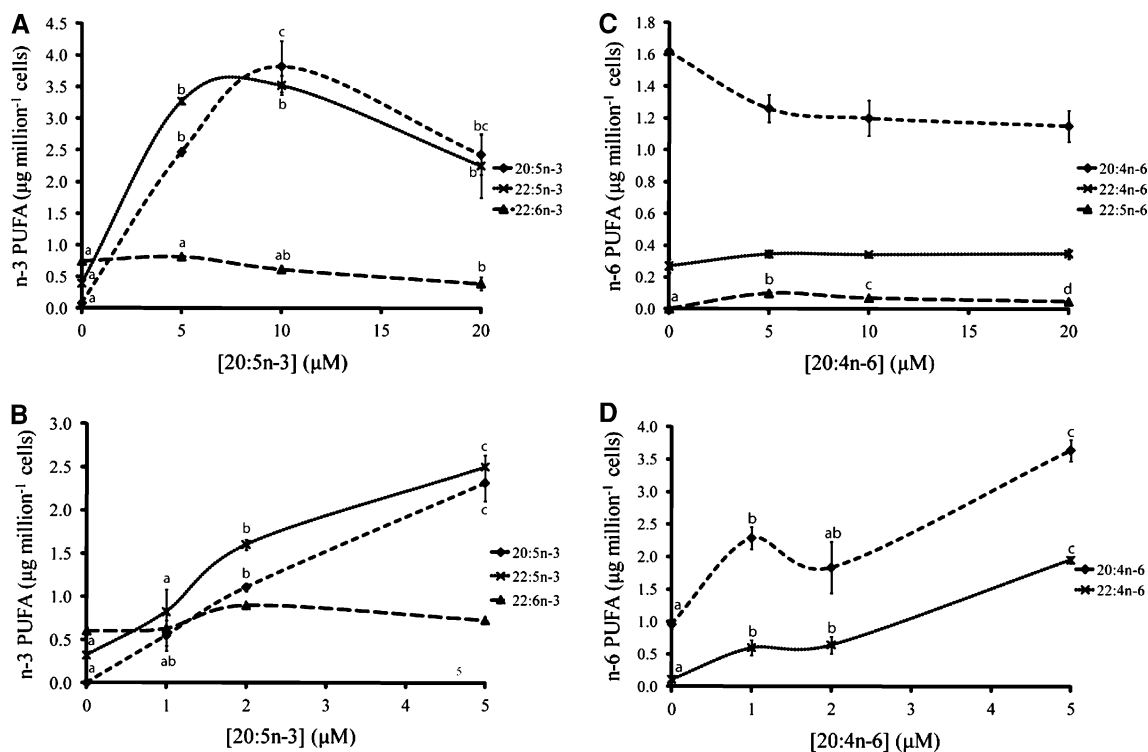 A
n-3 PUFA (µg million⁻¹ cells)
4.5
4.0
3.5
3.0
2.5
2.0
1.5
1.0
0.5
0.0
c
b
b
b
bc
b
a
a
a
a
ab
b
0 5 10 15 20
[20:5n-3] (µM)
20:5n-3
22:5n-3
22:6n-3
C
n-6 PUFA (µg million⁻¹ cells)
1.8
1.6
1.4
1.2
1.0
0.8
0.6
0.4
0.2
0.0
a
b
c
d
0 5 10 15 20
[20:4n-6] (µM)
20:4n-6
22:4n-6
22:5n-6
B
n-3 PUFA (µg million⁻¹ cells)
3.0
2.5
2.0
1.5
1.0
0.5
0.0
c
c
b
b
a
ab
a
a
5
0 1 2 3 4 5
[20:5n-3] (µM)
20:5n-3
22:5n-3
22:6n-3
D
n-6 PUFA (µg million⁻¹ cells)
4.0
3.5
3.0
2.5
2.0
1.5
1.0
0.5
0.0
c
b
ab
a
c
b
b
a
0 1 2 3 4 5
[20:4n-6] (µM)
20:4n-6
22:4n-6